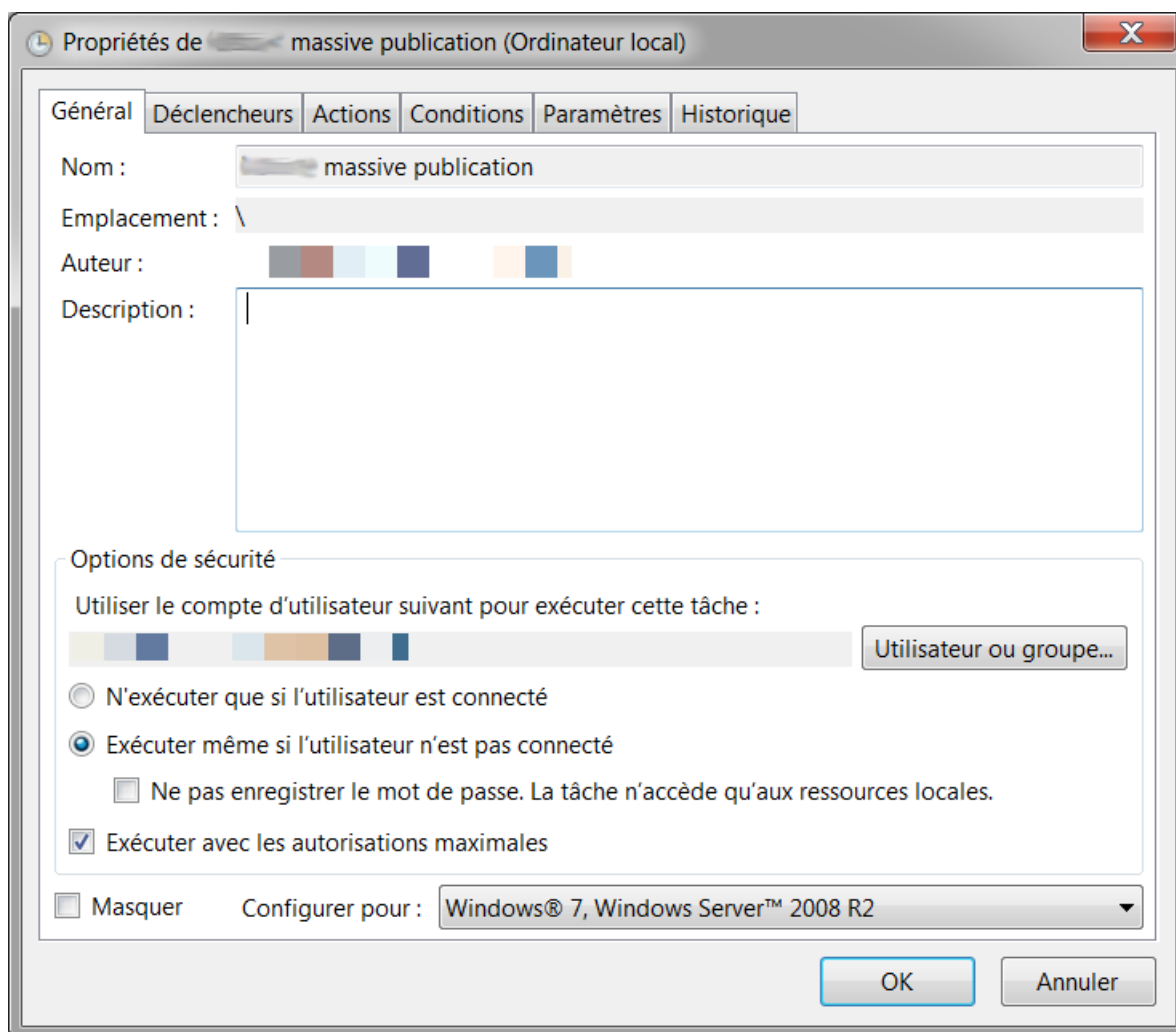 Propriétés de massive publication (Ordinateur local)
Général Déclencheurs Actions Conditions Paramètres Historique
Nom : massive publication
Emplacement : \
Auteur :
Description :
Options de sécurité
Utiliser le compte d’utilisateur suivant pour exécuter cette tâche :
Utilisateur ou groupe...
N’exécuter que si l’utilisateur est connecté
Exécuter même si l’utilisateur n’est pas connecté
Ne pas enregistrer le mot de passe. La tâche n’accède qu’aux ressources locales.
Exécuter avec les autorisations maximales
Masquer Configurer pour : Windows® 7, Windows Server™ 2008 R2
OK Annuler